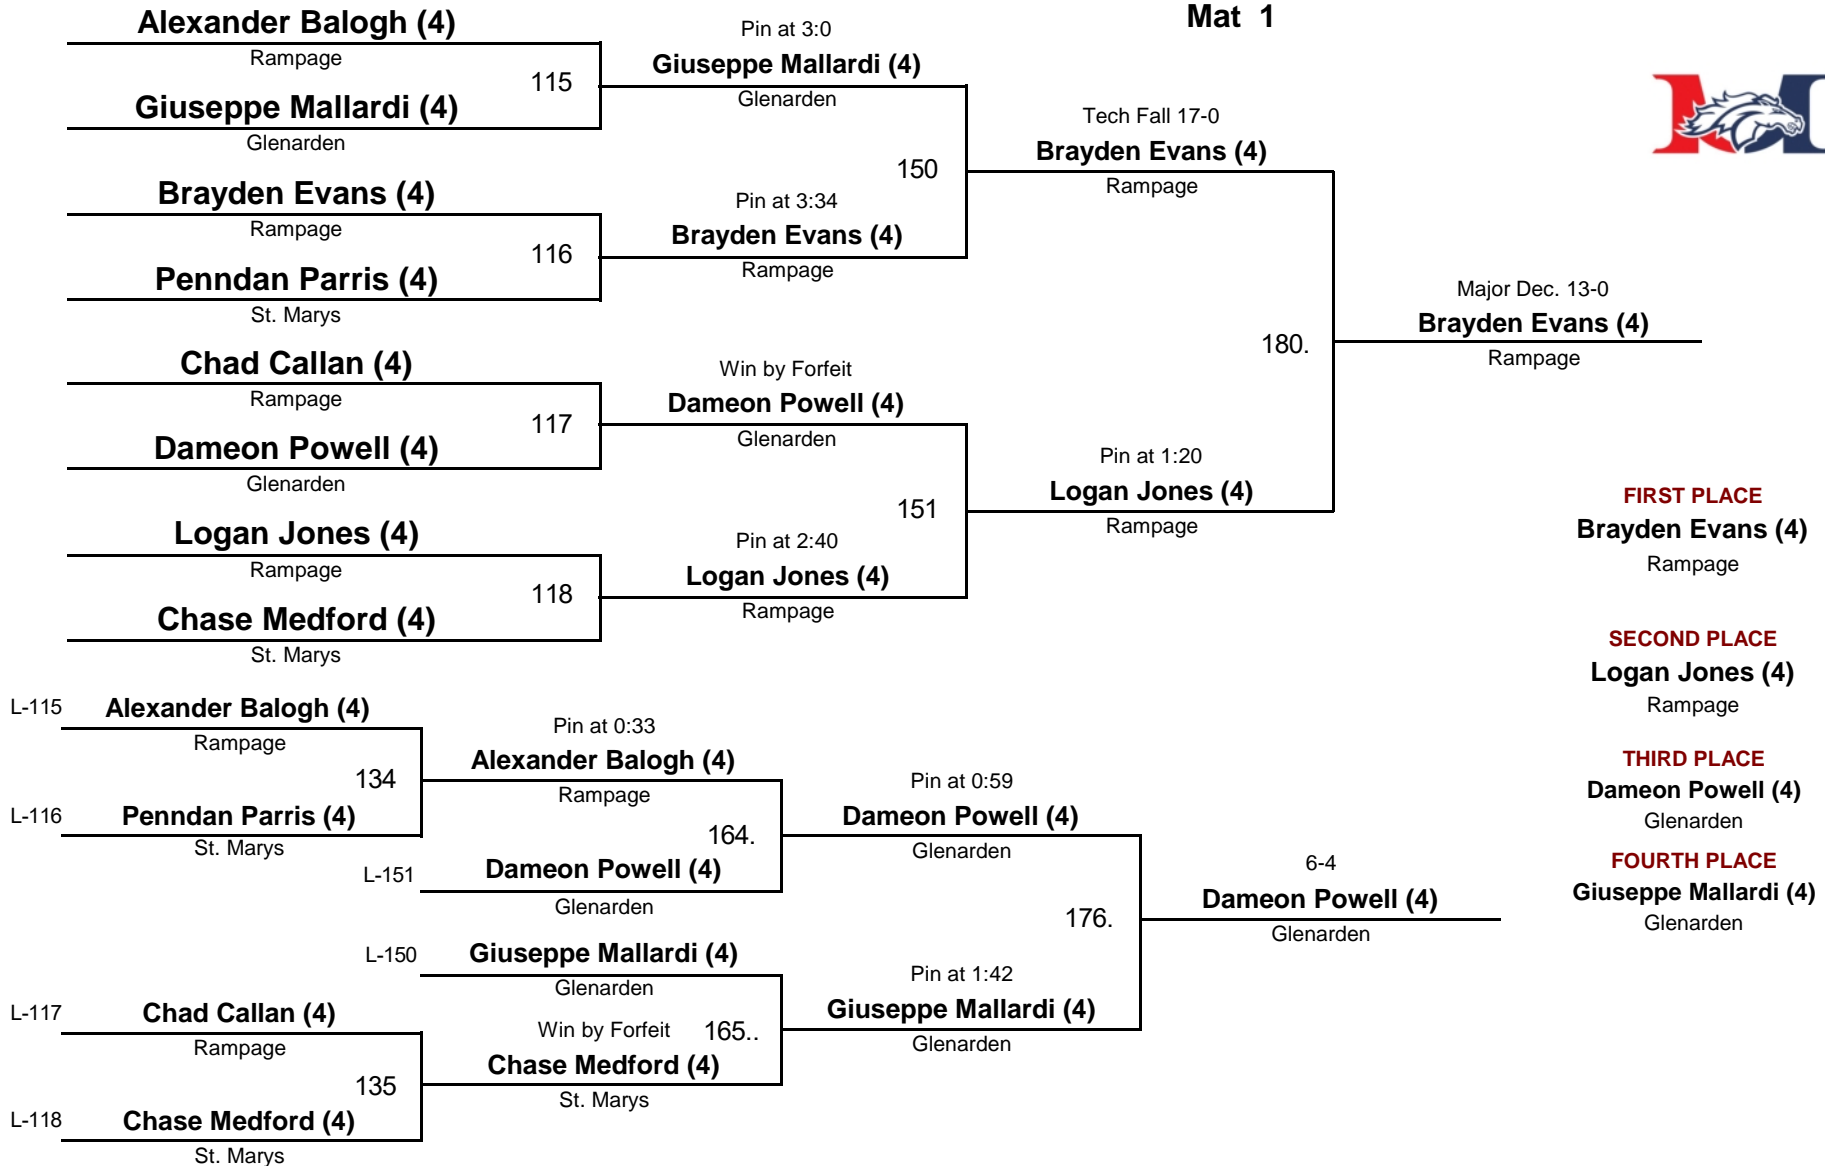 Mat 1
Alexander Balogh (4)
Rampage
115
Giuseppe Mallardi (4)
Glenarden
Pin at 3:0
Giuseppe Mallardi (4)
Glenarden
Brayden Evans (4)
Rampage
116
Penndan Parris (4)
St. Marys
150
Pin at 3:34
Brayden Evans (4)
Rampage
Tech Fall 17-0
Brayden Evans (4)
Rampage
Chad Callan (4)
Rampage
117
Dameon Powell (4)
Glenarden
Win by Forfeit
Dameon Powell (4)
Glenarden
Logan Jones (4)
Rampage
118
Chase Medford (4)
St. Marys
151
Pin at 2:40
Logan Jones (4)
Rampage
Pin at 1:20
Logan Jones (4)
Rampage
180.
Major Dec. 13-0
Brayden Evans (4)
Rampage
FIRST PLACE
Brayden Evans (4)
Rampage
SECOND PLACE
Logan Jones (4)
Rampage
THIRD PLACE
Dameon Powell (4)
Glenarden
FOURTH PLACE
Giuseppe Mallardi (4)
Glenarden
L-115
Alexander Balogh (4)
Rampage
134
L-116
Penndan Parris (4)
St. Marys
Pin at 0:33
Alexander Balogh (4)
Rampage
164.
L-151
Dameon Powell (4)
Glenarden
Pin at 0:59
Dameon Powell (4)
Glenarden
L-150
Giuseppe Mallardi (4)
Glenarden
L-117
Chad Callan (4)
Rampage
135
L-118
Chase Medford (4)
St. Marys
Win by Forfeit
165..
Chase Medford (4)
St. Marys
Pin at 1:42
Giuseppe Mallardi (4)
Glenarden
176.
6-4
Dameon Powell (4)
Glenarden